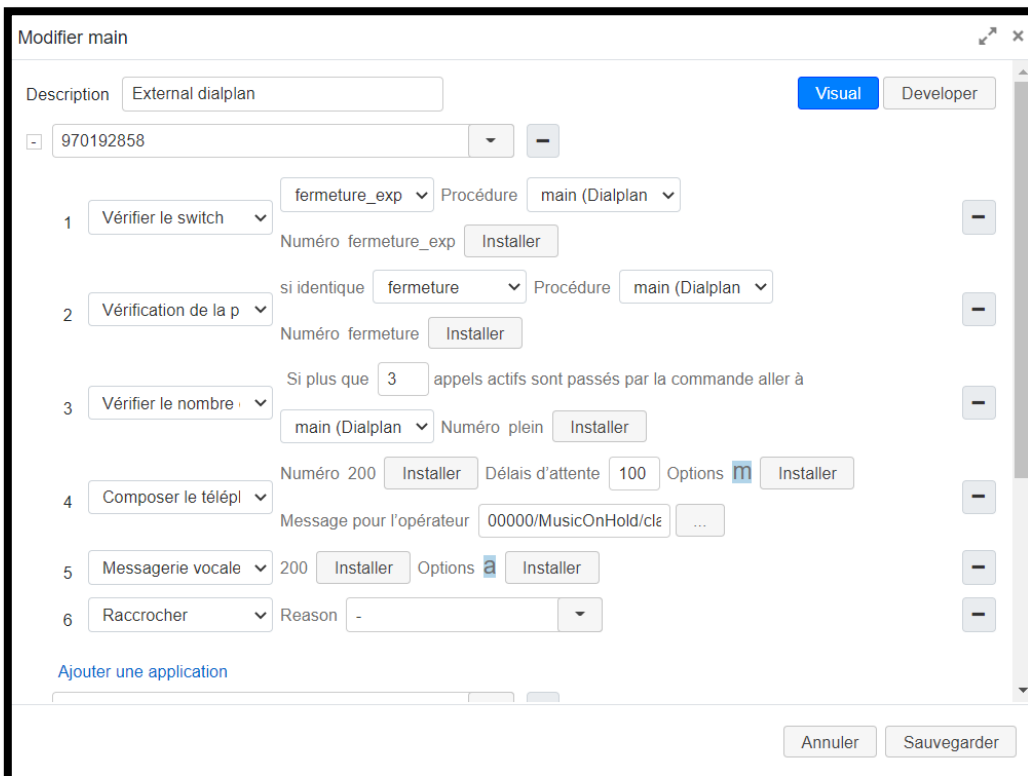 Modifier main
Description External dialplan Visual Developer
- 970192858
1 Vérifier le switch fermeture_exp Procédure main (Dialplan
Numéro fermeture_exp Installer
2 Vérification de la p si identique fermeture Procédure main (Dialplan
Numéro fermeture Installer
3 Vérifier le nombre Si plus que 3 appels actifs sont passés par la commande aller à
main (Dialplan Numéro plein Installer
4 Composer le télépl Numéro 200 Installer Délais d'attente 100 Options m Installer
Message pour l'opérateur 00000/MusicOnHold/cla ...
5 Messagerie vocale 200 Installer Options a Installer
6 Raccrocher Reason -
Ajouter une application
Annuler Sauvegarder